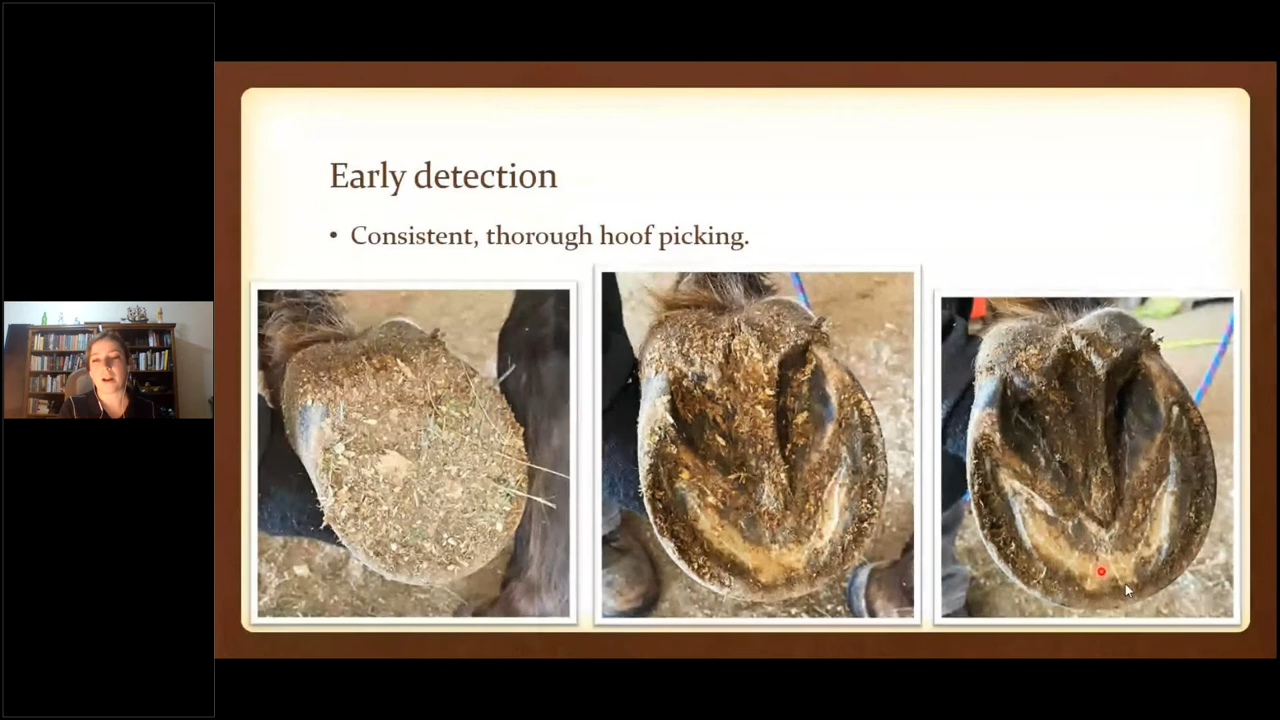 Early detection
• Consistent, thorough hoof picking.